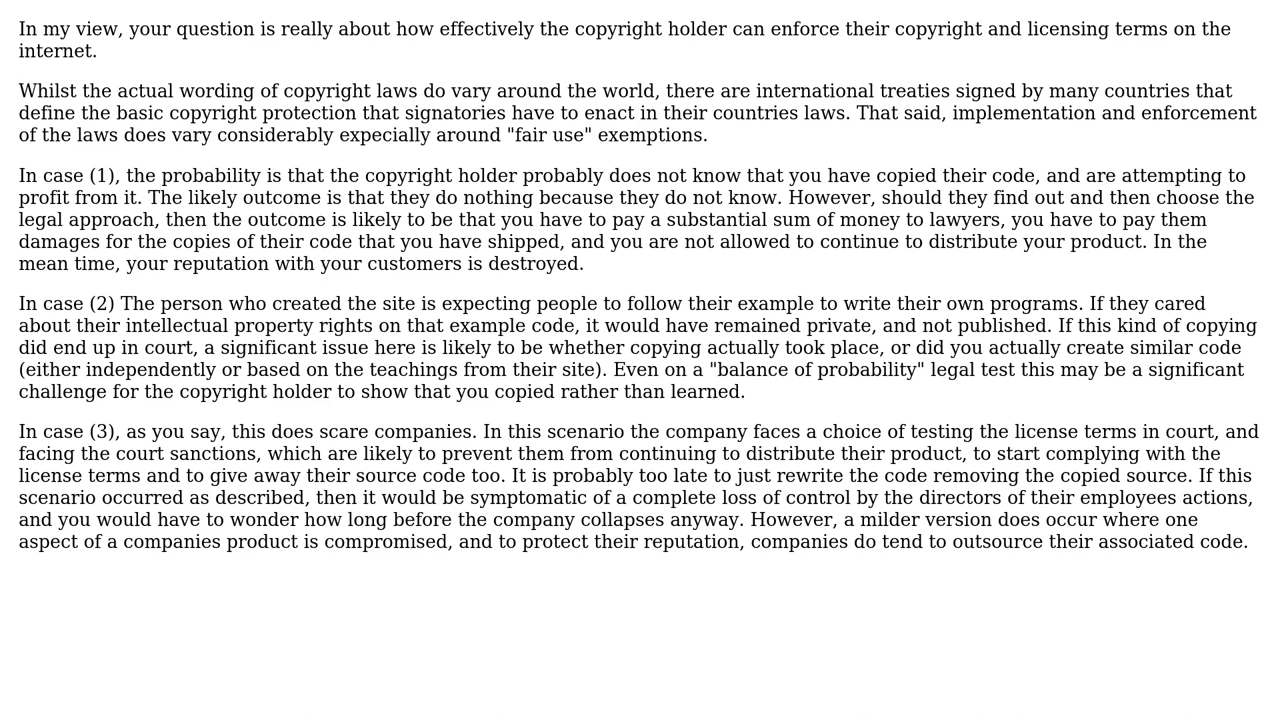 In my view, your question is really about how effectively the copyright holder can enforce their copyright and licensing terms on the
internet.
Whilst the actual wording of copyright laws do vary around the world, there are international treaties signed by many countries that
define the basic copyright protection that signatories have to enact in their countries laws. That said, implementation and enforcement
of the laws does vary considerably expecially around "fair use" exemptions.
In case (1), the probability is that the copyright holder probably does not know that you have copied their code, and are attempting to
profit from it. The likely outcome is that they do nothing because they do not know. However, should they find out and then choose the
legal approach, then the outcome is likely to be that you have to pay a substantial sum of money to lawyers, you have to pay them
damages for the copies of their code that you have shipped, and you are not allowed to continue to distribute your product. In the
mean time, your reputation with your customers is destroyed.
In case (2) The person who created the site is expecting people to follow their example to write their own programs. If they cared
about their intellectual property rights on that example code, it would have remained private, and not published. If this kind of copying
did end up in court, a significant issue here is likely to be whether copying actually took place, or did you actually create similar code
(either independently or based on the teachings from their site). Even on a "balance of probability" legal test this may be a significant
challenge for the copyright holder to show that you copied rather than learned.
In case (3), as you say, this does scare companies. In this scenario the company faces a choice of testing the license terms in court, and
facing the court sanctions, which are likely to prevent them from continuing to distribute their product, to start complying with the
license terms and to give away their source code too. It is probably too late to just rewrite the code removing the copied source. If this
scenario occurred as described, then it would be symptomatic of a complete loss of control by the directors of their employees actions,
and you would have to wonder how long before the company collapses anyway. However, a milder version does occur where one
aspect of a companies product is compromised, and to protect their reputation, companies do tend to outsource their associated code.